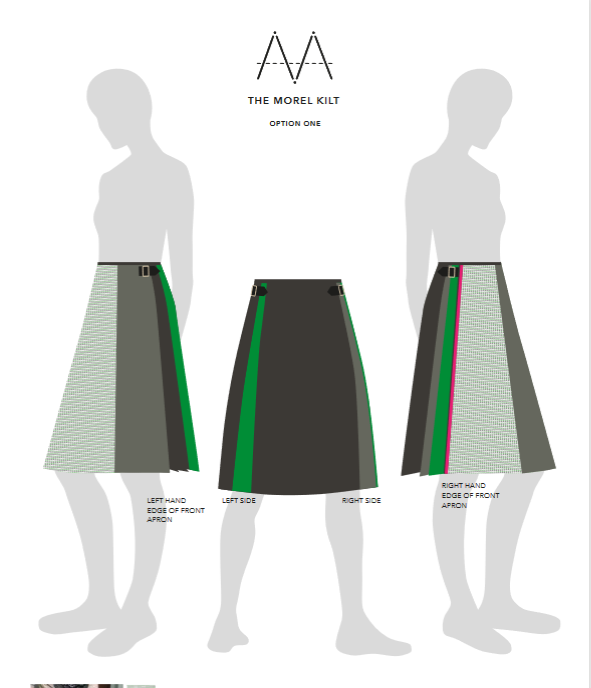 THE MOREL KILT
OPTION ONE
LEFT HAND
EDGE OF FRONT
APRON
LEFT SIDE
RIGHT SIDE
RIGHT HAND
EDGE OF FRONT
APRON